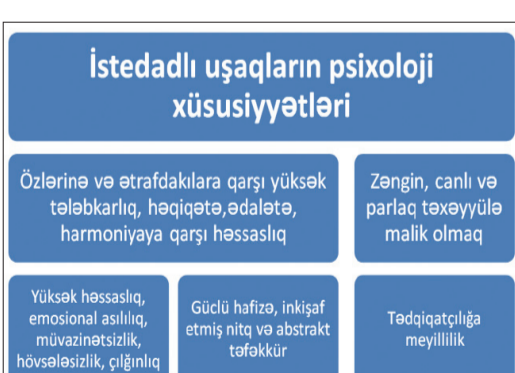 İstedadlı uşaqların psixoloji
xüsusiyyətləri
Özlərinə və ətrafdakılara qarşı yüksək
tələbkarlıq, həqiqətə,ədalətə,
harmoniyaya qarşı həssaslıq
Zəngin, canlı və
parlaq təxəyyülə
malik olmaq
Yüksək həssaslıq,
emosional asılılıq,
müvazinətsizlik,
hövsələsizlik, çılğınlıq
Güclü hafizə, inkişaf
etmiş nitq və abstrakt
təfəkkür
Tədqiqatçılığa
meyillilik